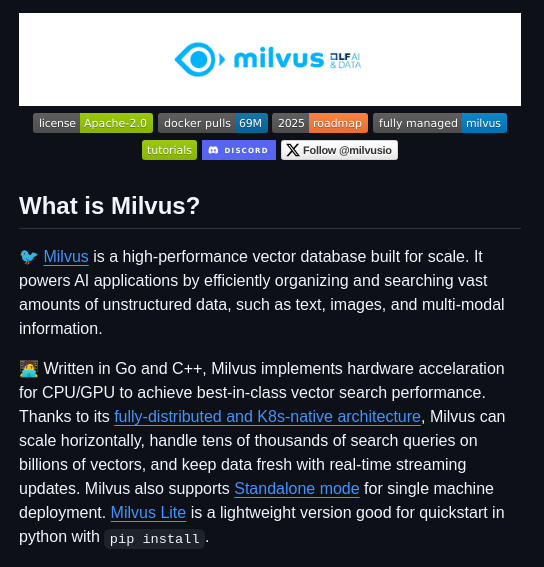 milvus LF AI & DATA
license Apache-2.0 docker pulls 69M 2025 roadmap fully managed milvus
tutorials DISCORD Follow @milvusio
What is Milvus?
🐦 Milvus is a high-performance vector database built for scale. It
powers AI applications by efficiently organizing and searching vast
amounts of unstructured data, such as text, images, and multi-modal
information.
🧑‍💻 Written in Go and C++, Milvus implements hardware accelaration
for CPU/GPU to achieve best-in-class vector search performance.
Thanks to its fully-distributed and K8s-native architecture, Milvus can
scale horizontally, handle tens of thousands of search queries on
billions of vectors, and keep data fresh with real-time streaming
updates. Milvus also supports Standalone mode for single machine
deployment. Milvus Lite is a lightweight version good for quickstart in
python with pip install.